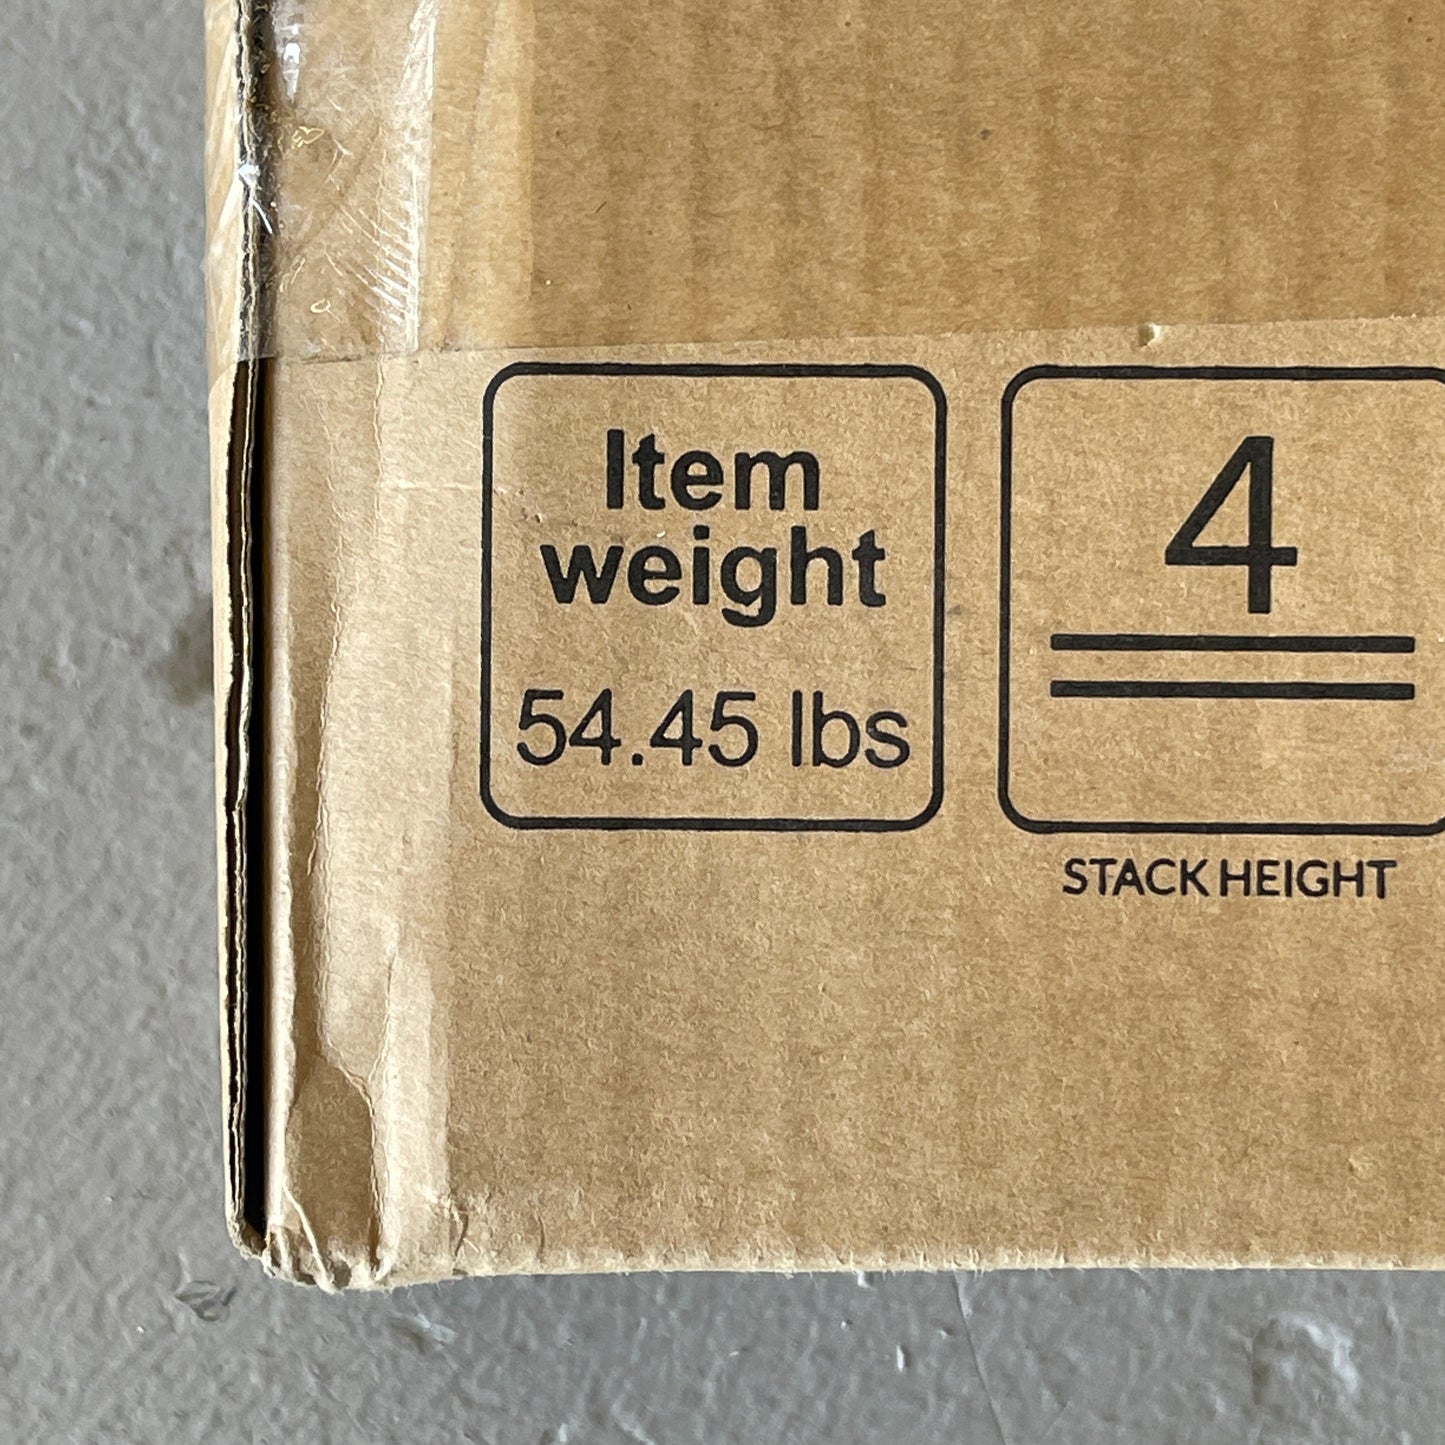 Item
weight
54.45 lbs
4
STACK HEIGHT